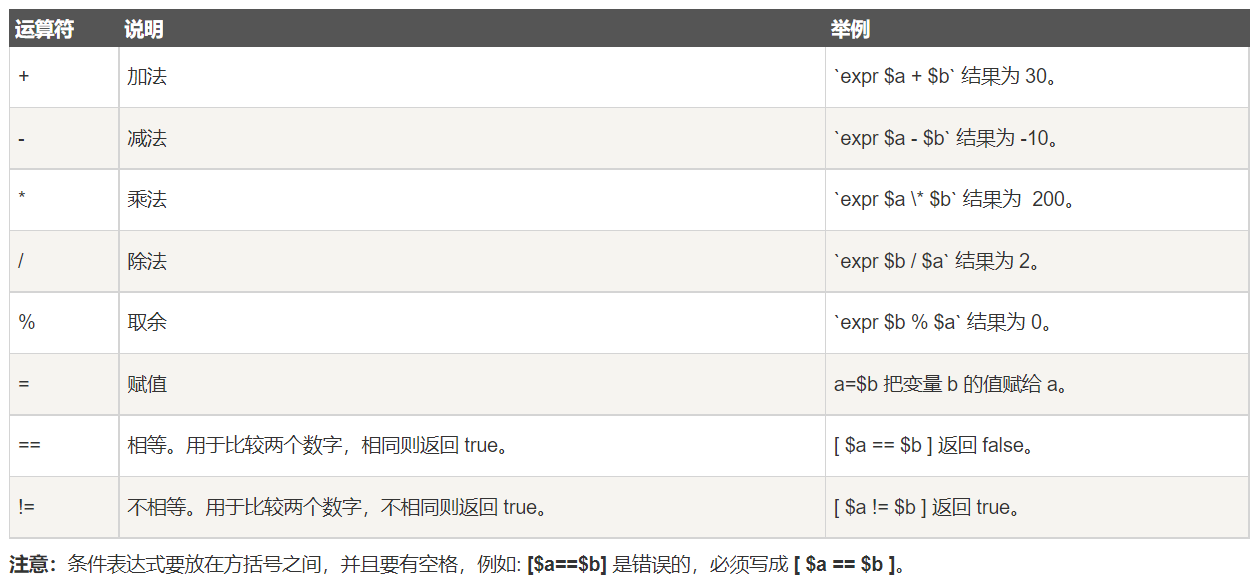 运算符 说明 举例
+ 加法 `expr $a + $b` 结果为 30。
- 减法 `expr $a - $b` 结果为 -10。
* 乘法 `expr $a \* $b` 结果为  200。
/ 除法 `expr $b / $a` 结果为 2。
% 取余 `expr $b % $a` 结果为 0。
= 赋值 a=$b 把变量 b 的值赋给 a。
== 相等。用于比较两个数字，相同则返回 true。 [ $a == $b ] 返回 false。
!= 不相等。用于比较两个数字，不相同则返回 true。 [ $a != $b ] 返回 true。
注意：条件表达式要放在方括号之间，并且要有空格，例如: [$a==$b] 是错误的，必须写成 [ $a == $b ]。